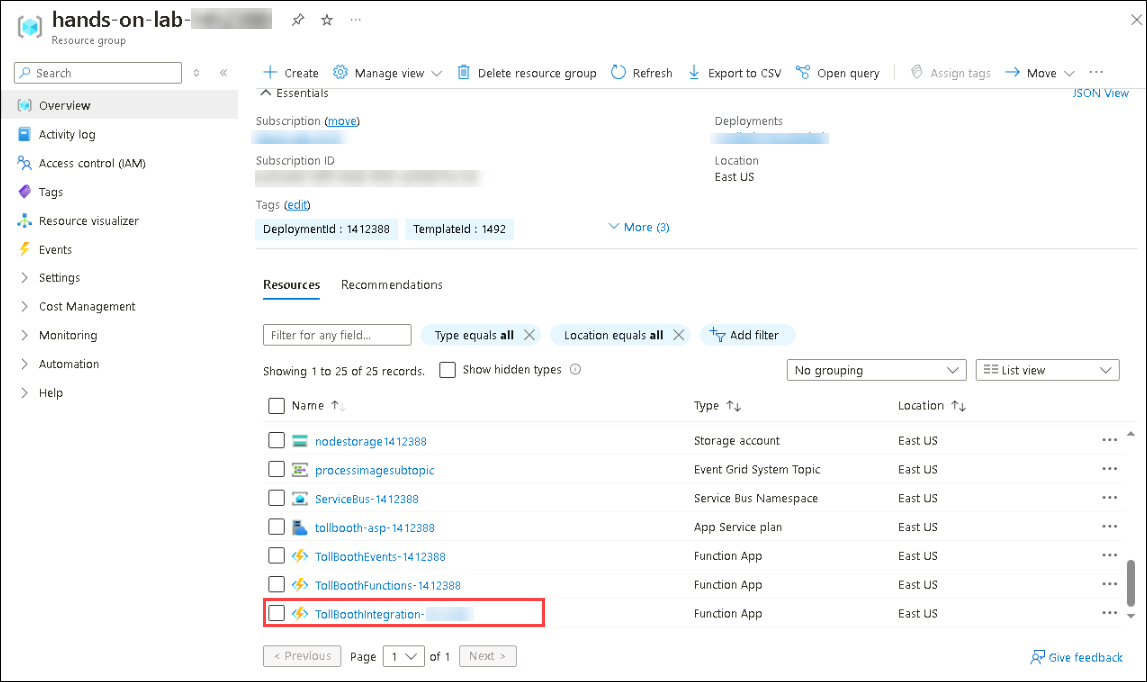 hands-on-lab-
Resource group
Search
Create Manage view Delete resource group Refresh Export to CSV Open query Assign tags Move
Essentials JSON View
Overview
Activity log
Access control (IAM)
Tags
Resource visualizer
Events
Settings
Cost Management
Monitoring
Automation
Help
Subscription (move) Deployments
Subscription ID Location
East US
Tags (edit)
DeploymentId : 1412388 TemplateId : 1492 More (3)
Resources Recommendations
Filter for any field... Type equals all Location equals all Add filter
Showing 1 to 25 of 25 records. Show hidden types No grouping List view
Name Type Location
nodestorage1412388 Storage account East US
processimagesubtopic Event Grid System Topic East US
ServiceBus-1412388 Service Bus Namespace East US
tollbooth-asp-1412388 App Service plan East US
TollBoothEvents-1412388 Function App East US
TollBoothFunctions-1412388 Function App East US
TollBoothIntegration- Function App East US
< Previous Page 1 of 1 Next > Give feedback